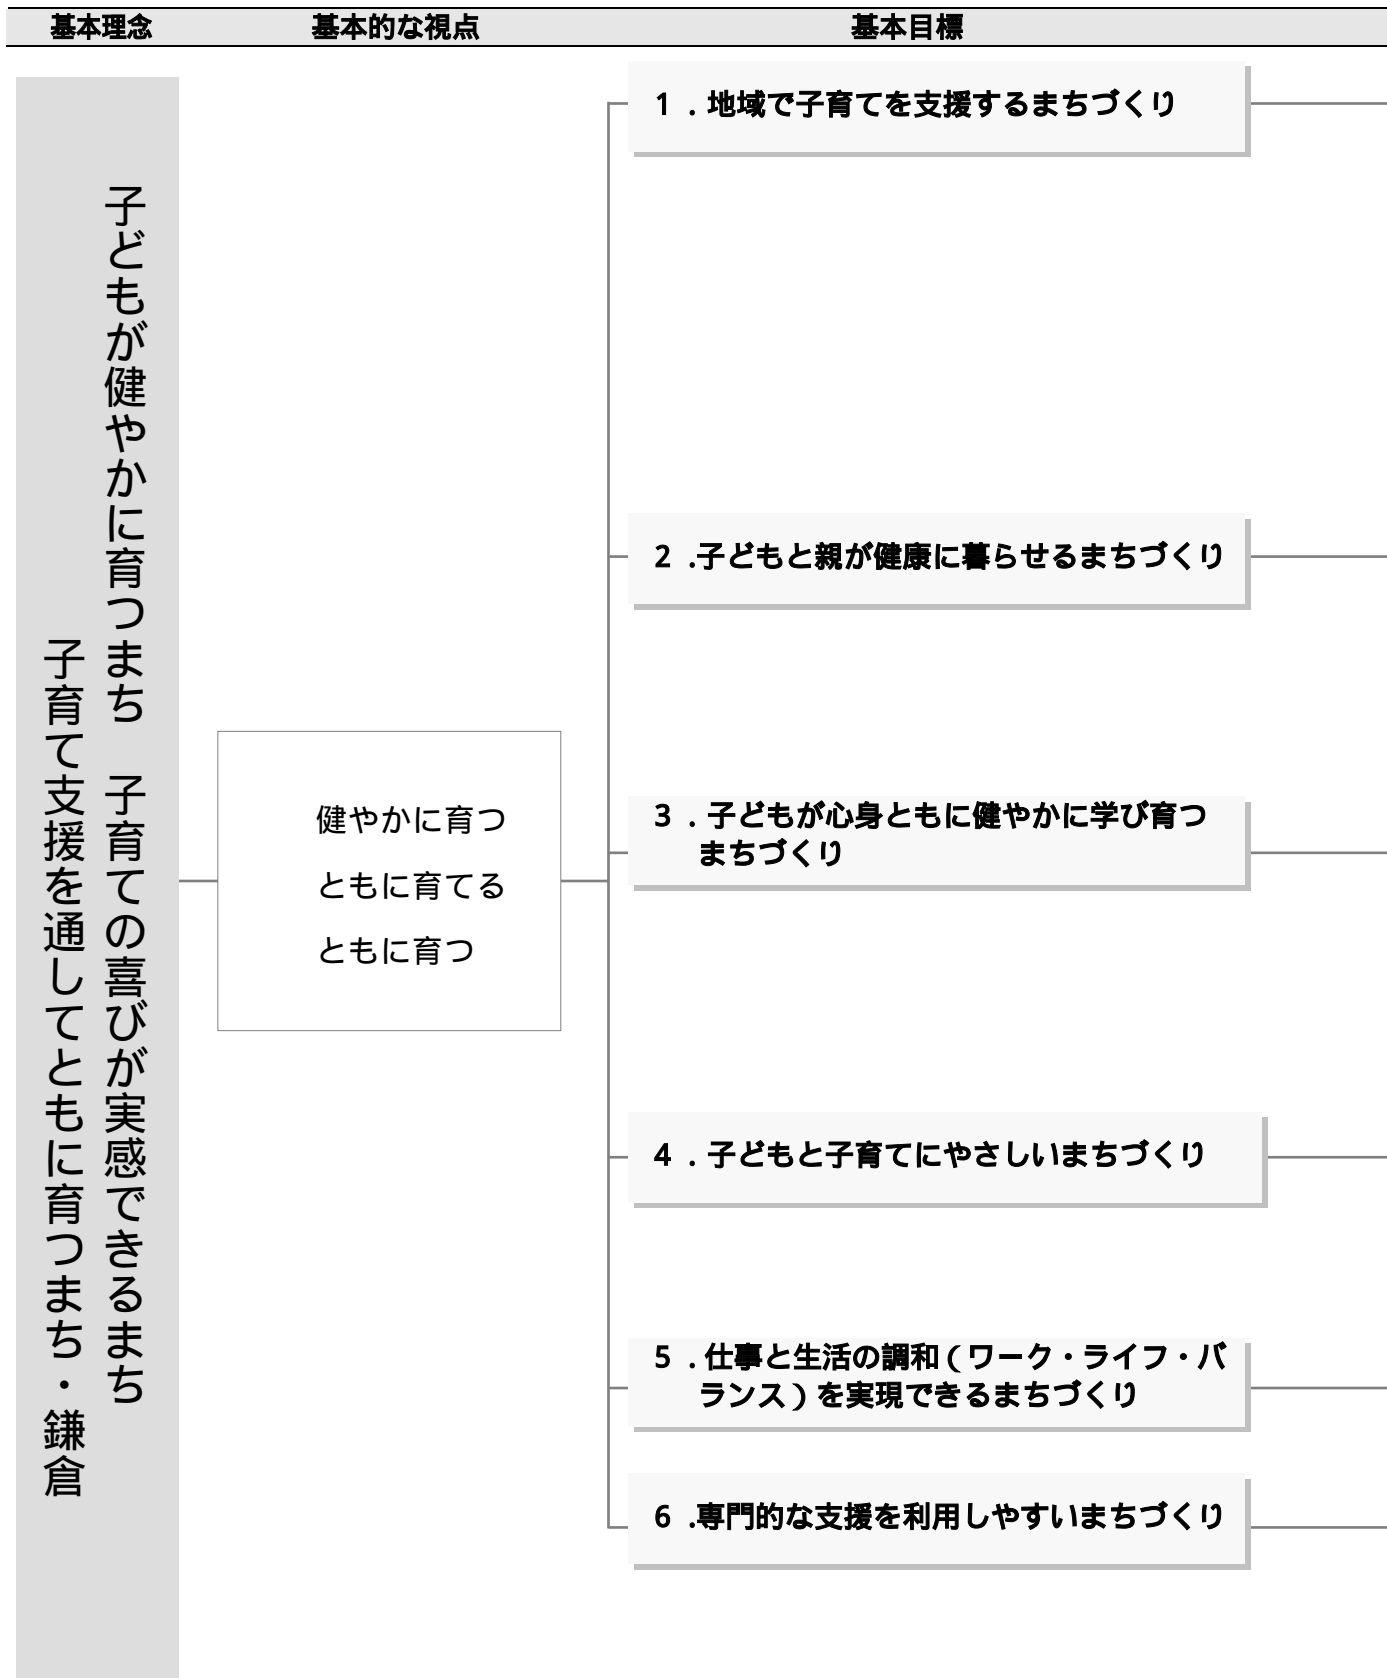 基本理念 基本的な視点 基本目標
子どもが健やかに育つまち　子育ての喜びが実感できるまち
子育て支援を通してともに育つまち・鎌倉
健やかに育つ
ともに育てる
ともに育つ
1．地域で子育てを支援するまちづくり
2．子どもと親が健康に暮らせるまちづくり
3．子どもが心身ともに健やかに学び育つ
まちづくり
4．子どもと子育てにやさしいまちづくり
5．仕事と生活の調和（ワーク・ライフ・バ
ランス）を実現できるまちづくり
6．専門的な支援を利用しやすいまちづくり